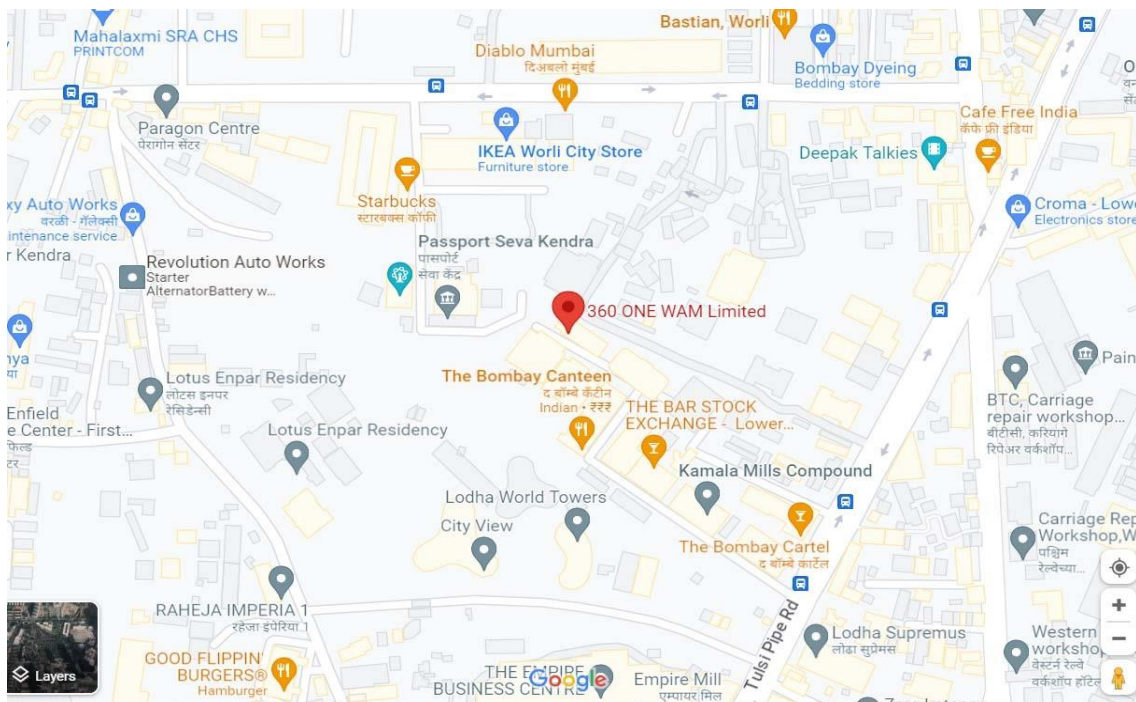 Mahalaxmi SRA CHS
PRINTCOM
Bastian, Worli
Diablo Mumbai
दिअबलो मुंबई
Bombay Dyeing
Bedding store
Paragon Centre
पेरागोन सेंटर
IKEA Worli City Store
Furniture store
Cafe Free India
कॅफे फ्री इंडिया
Deepak Talkies
Starbucks
स्टारबक्स कॉफी
xy Auto Works
वरळी - गॅलेक्सी
intenance service
r Kendra
Croma - Lowe
Electronics store
Passport Seva Kendra
पासपोर्ट
सेवा केंद्र
Revolution Auto Works
Starter
AlternatorBattery w...
360 ONE WAM Limited
nya
या
Lotus Enpar Residency
लोटस इनपर
रेसिडेन्सी
The Bombay Canteen
द बॉम्बे कॅंटीन
Indian • ₹₹₹
THE BAR STOCK
EXCHANGE - Lower...
Pain
BTC, Carriage
repair workshop...
बीटीसी, करियागे
रिपेअर वर्कशॉप...
Enfield
e Center - First...
Lotus Enpar Residency
Kamala Mills Compound
Lodha World Towers
City View
The Bombay Cartel
द बॉम्बे कार्टेल
Carriage Rep
Workshop,W
पश्चिम
रेल्वेच्या...
RAHEJA IMPERIA 1
रहेजा इंपेरिया 1
Tulsi Pipe Rd
Lodha Supremus
लोढा सुप्रेमस
Western
workshop
वेस्टर्न रेल्वे
वर्कशॉप हॉटेल
GOOD FLIPPIN'
BURGERS®
Hamburger
THE EMPIRE
BUSINESS CENTRE
Google
Empire Mill
एम्पायर मिल
Layers